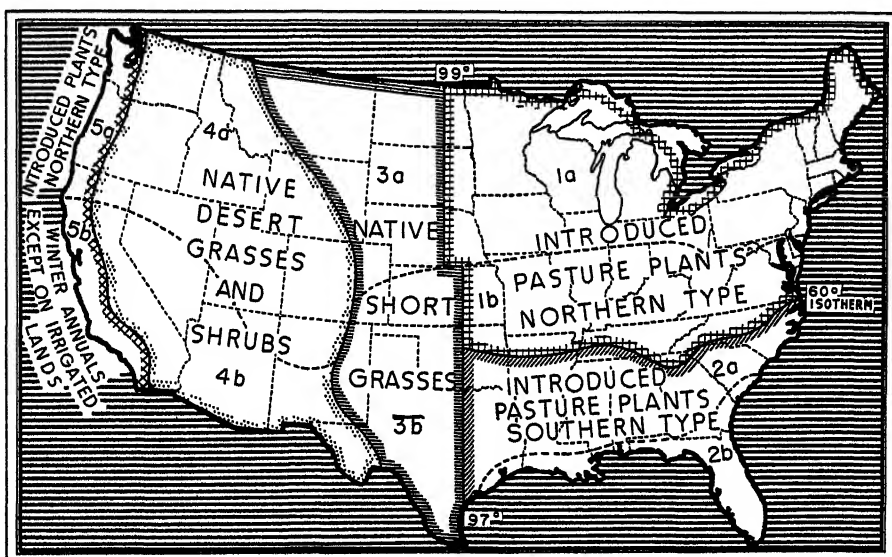 INTRODUCED PLANTS
NORTHERN TYPE
WINTER ANNUALS
EXCEPT ON IRRIGATED
LANDS
5a
5b
4a
NATIVE
DESERT
GRASSES
AND
SHRUBS
4b
99°
3a
NATIVE
SHORT
GRASSES
3b
97°
1a
INTRODUCED
PASTURE PLANTS
1b
NORTHERN TYPE
60°
ISOTHERM
2a
INTRODUCED
PASTURE PLANTS
SOUTHERN TYPE
2b